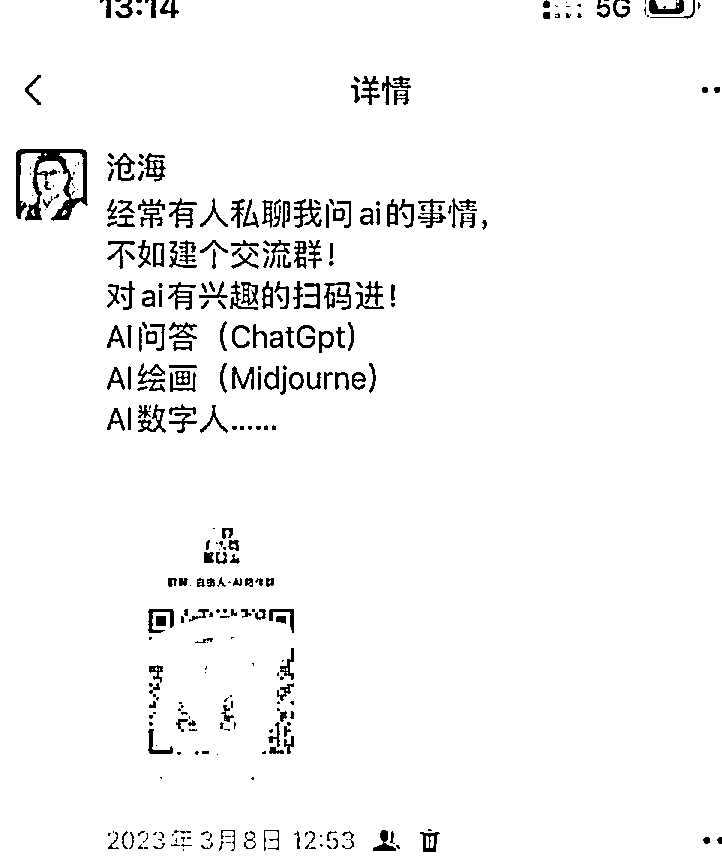 13:14
5G
详情
沧海
经常有人私聊我问ai的事情，
不如建个交流群！
对ai有兴趣的扫码进！
AI问答（ChatGpt）
AI绘画（Midjourne）
AI数字人……
2023年3月8日 12:53